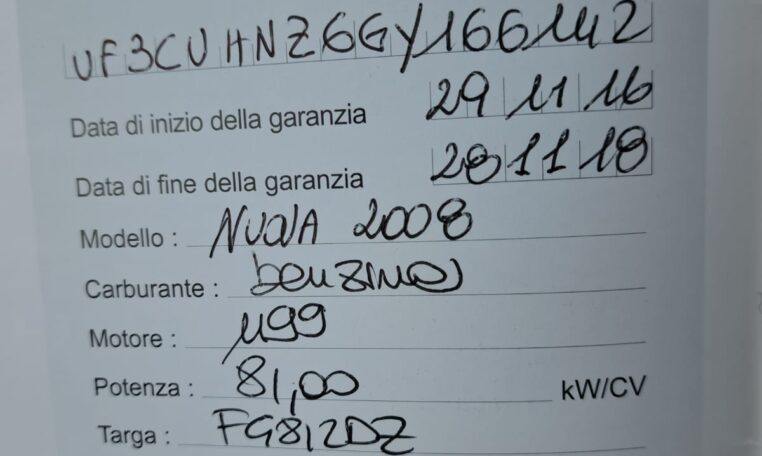 VF3CUHNZ6GY166142
Data di inizio della garanzia 29 11 16
Data di fine della garanzia 28 11 18
Modello : NUOVA 2008
Carburante : benzina
Motore : 1199
Potenza : 81,00 kW/CV
Targa : FG812DZ